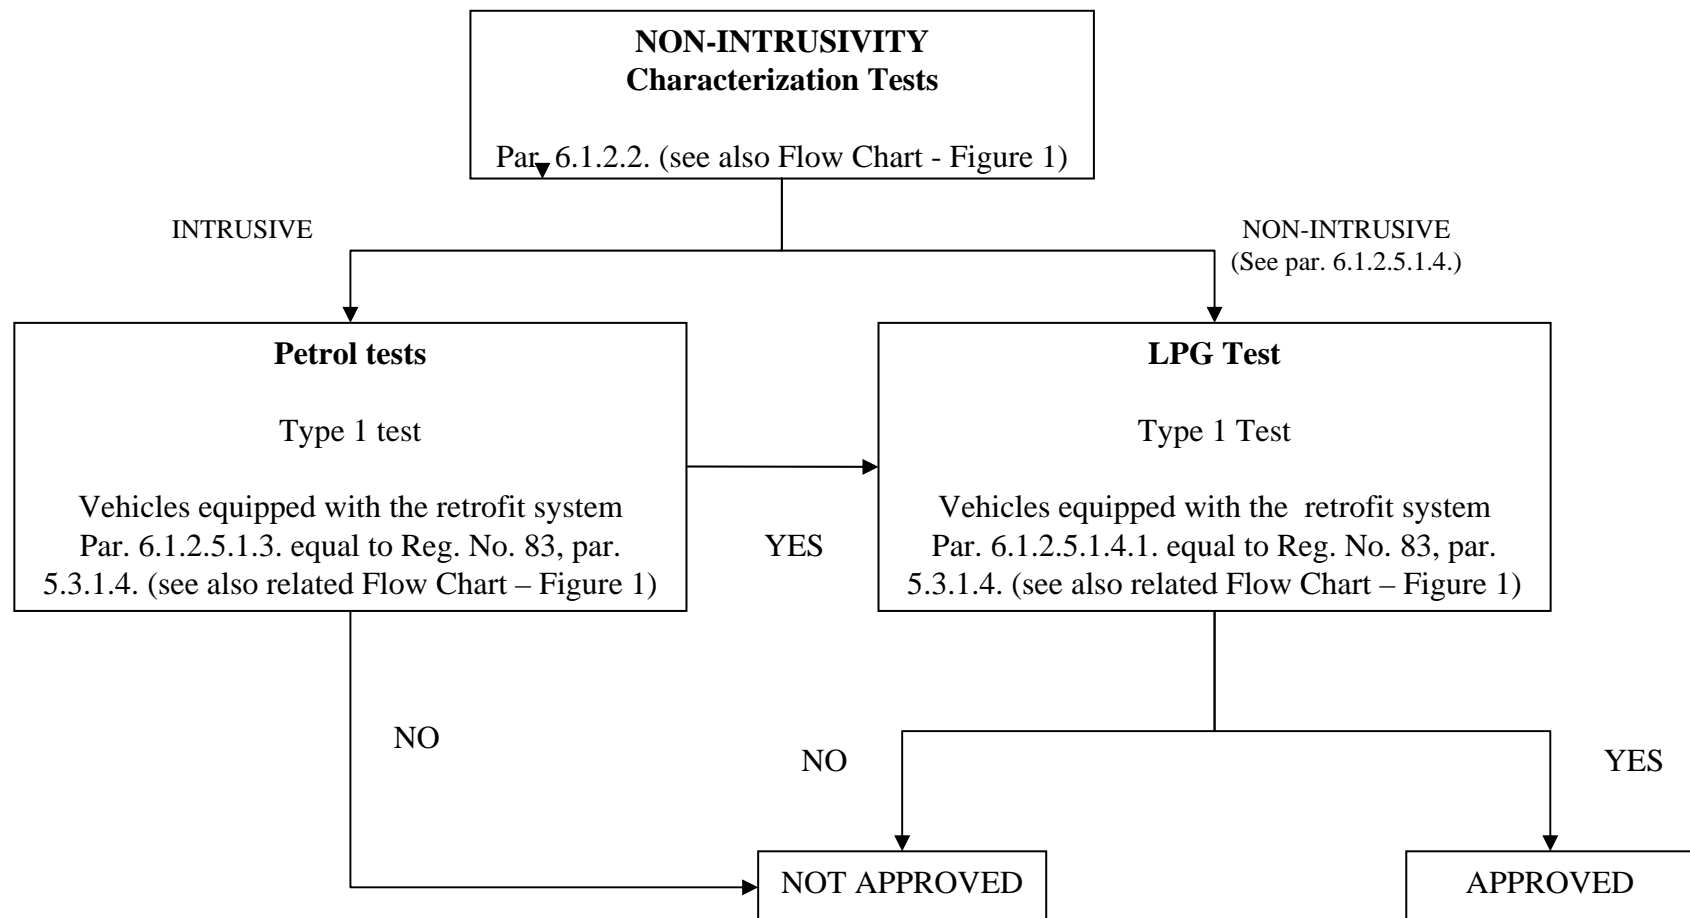 NON-INTRUSIVITY
Characterization Tests
Par. 6.1.2.2. (see also Flow Chart - Figure 1)
INTRUSIVE
NON-INTRUSIVE
(See par. 6.1.2.5.1.4.)
Petrol tests
Type 1 test
Vehicles equipped with the retrofit system
Par. 6.1.2.5.1.3. equal to Reg. No. 83, par.
5.3.1.4. (see also related Flow Chart – Figure 1)
YES
LPG Test
Type 1 Test
Vehicles equipped with the retrofit system
Par. 6.1.2.5.1.4.1. equal to Reg. No. 83, par.
5.3.1.4. (see also related Flow Chart – Figure 1)
NO
NO
YES
NOT APPROVED
APPROVED